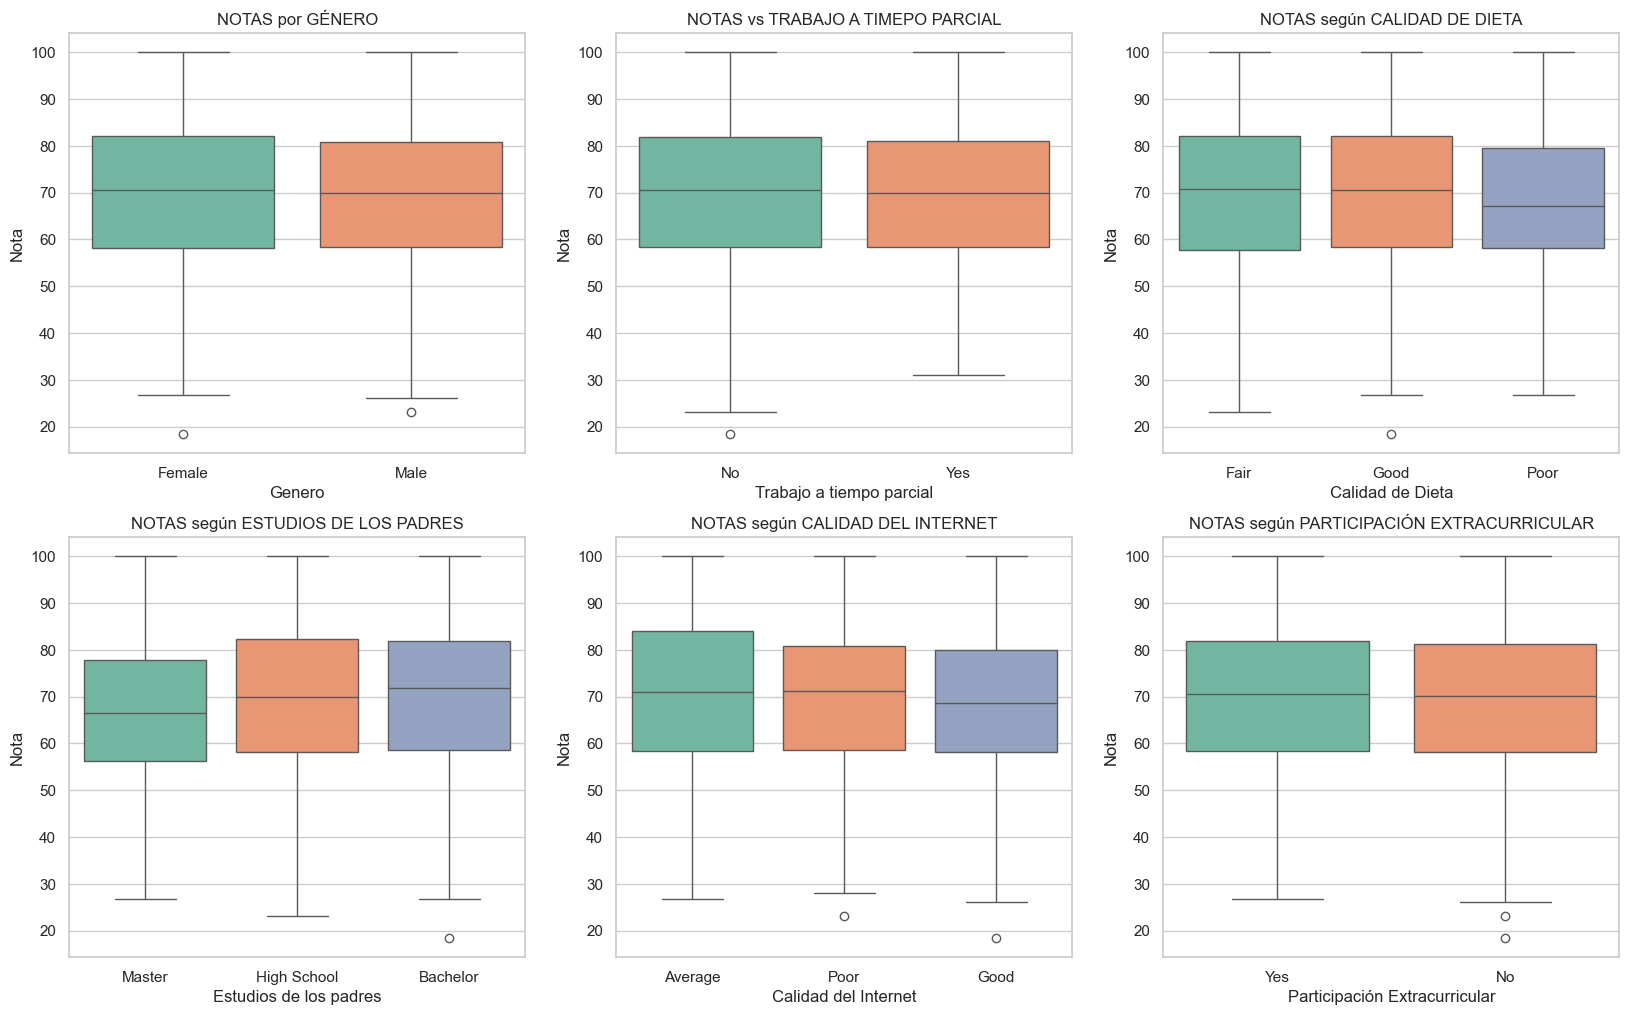 NOTAS por GÉNERO
100
90
80
70
60
50
40
30
20
Nota
Female Male
Genero
NOTAS vs TRABAJO A TIMEPO PARCIAL
100
90
80
70
60
50
40
30
20
Nota
No Yes
Trabajo a tiempo parcial
NOTAS según CALIDAD DE DIETA
100
90
80
70
60
50
40
30
20
Nota
Fair Good Poor
Calidad de Dieta
NOTAS según ESTUDIOS DE LOS PADRES
100
90
80
70
60
50
40
30
20
Nota
Master High School Bachelor
Estudios de los padres
NOTAS según CALIDAD DEL INTERNET
100
90
80
70
60
50
40
30
20
Nota
Average Poor Good
Calidad del Internet
NOTAS según PARTICIPACIÓN EXTRACURRICULAR
100
90
80
70
60
50
40
30
20
Nota
Yes No
Participación Extracurricular